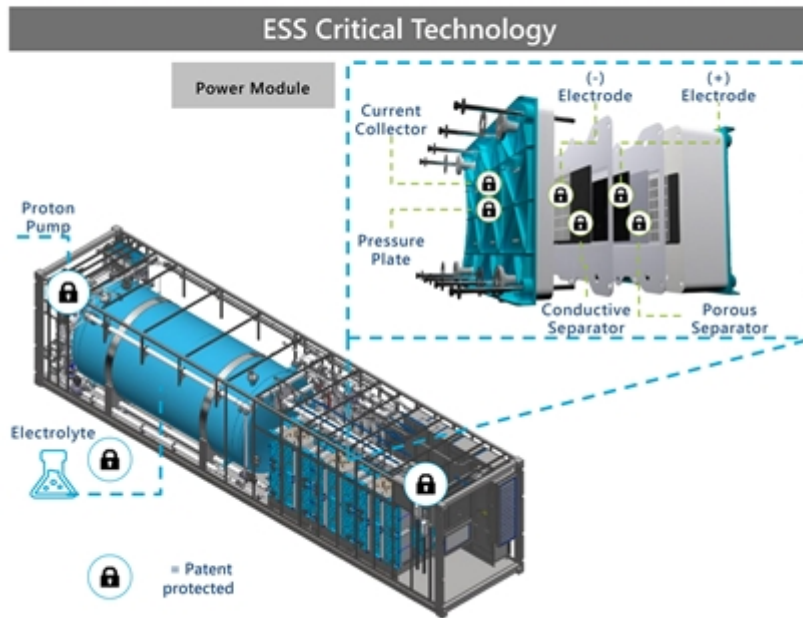 ESS Critical Technology
Power Module
(-)
Electrode
(+)
Electrode
Current
Collector
Proton
Pump
Pressure
Plate
Conductive
Separator
Porous
Separator
Electrolyte
= Patent
protected